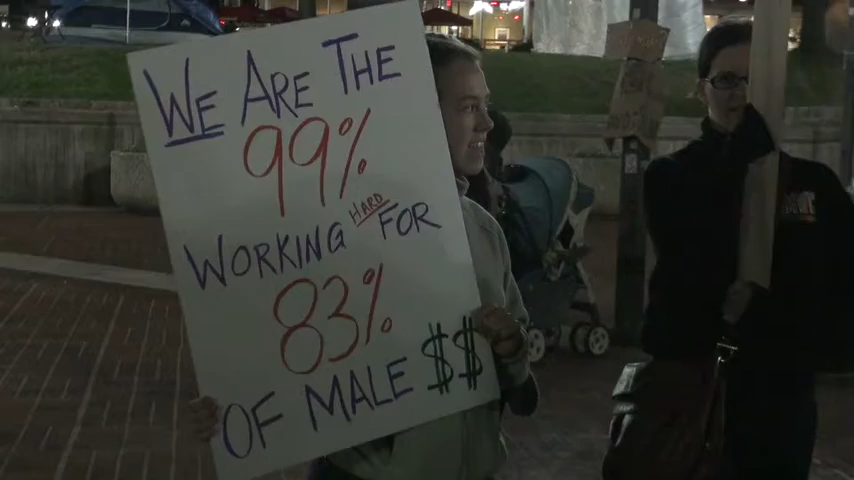 WE ARE THE
99%
WORKING HARD FOR
83%
OF MALE $$